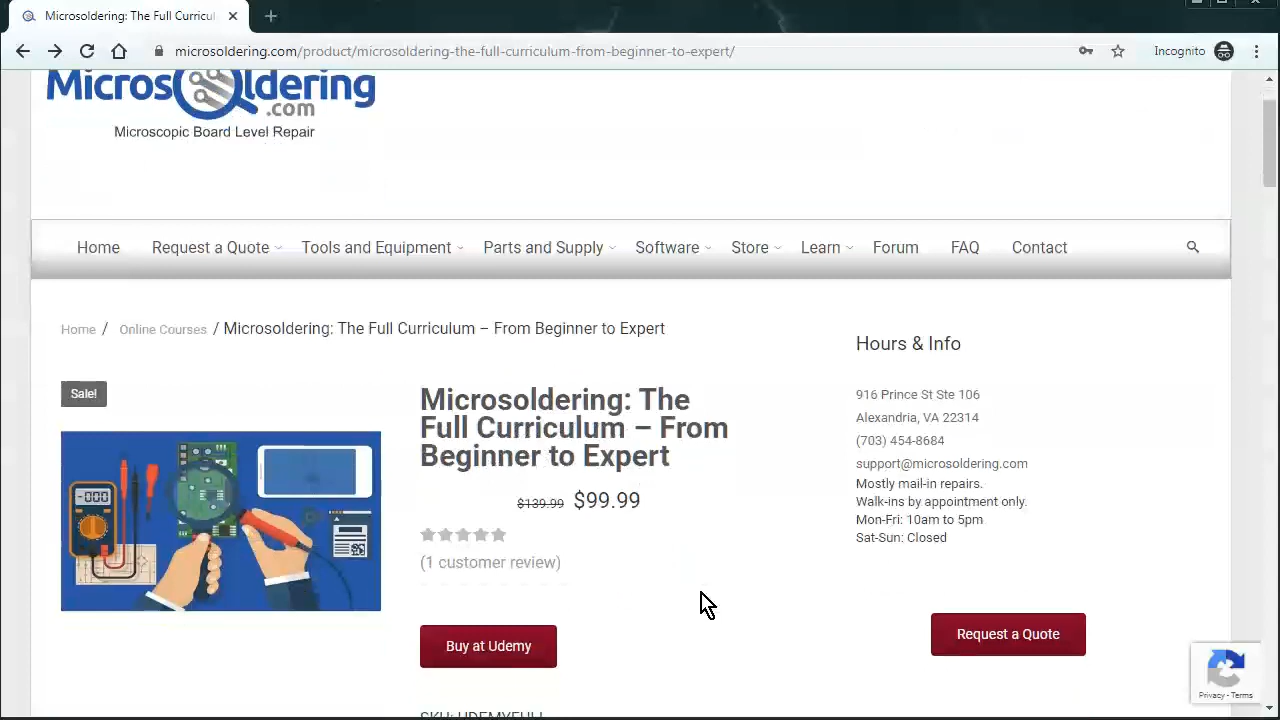 Microsoldering: The Full Curricul
microsoldering.com/product/microsoldering-the-full-curriculum-from-beginner-to-expert/
Incognito
Microsoldering
.com
Microscopic Board Level Repair
Home
Request a Quote
Tools and Equipment
Parts and Supply
Software
Store
Learn
Forum
FAQ
Contact
Home / Online Courses / Microsoldering: The Full Curriculum – From Beginner to Expert
Sale!
-000
Microsoldering: The
Full Curriculum – From
Beginner to Expert
$139.99 $99.99
(1 customer review)
Buy at Udemy
SKU: UDEMYFULL
Hours & Info
916 Prince St Ste 106
Alexandria, VA 22314
(703) 454-8684
support@microsoldering.com
Mostly mail-in repairs.
Walk-ins by appointment only.
Mon-Fri: 10am to 5pm
Sat-Sun: Closed
Request a Quote
Privacy - Terms